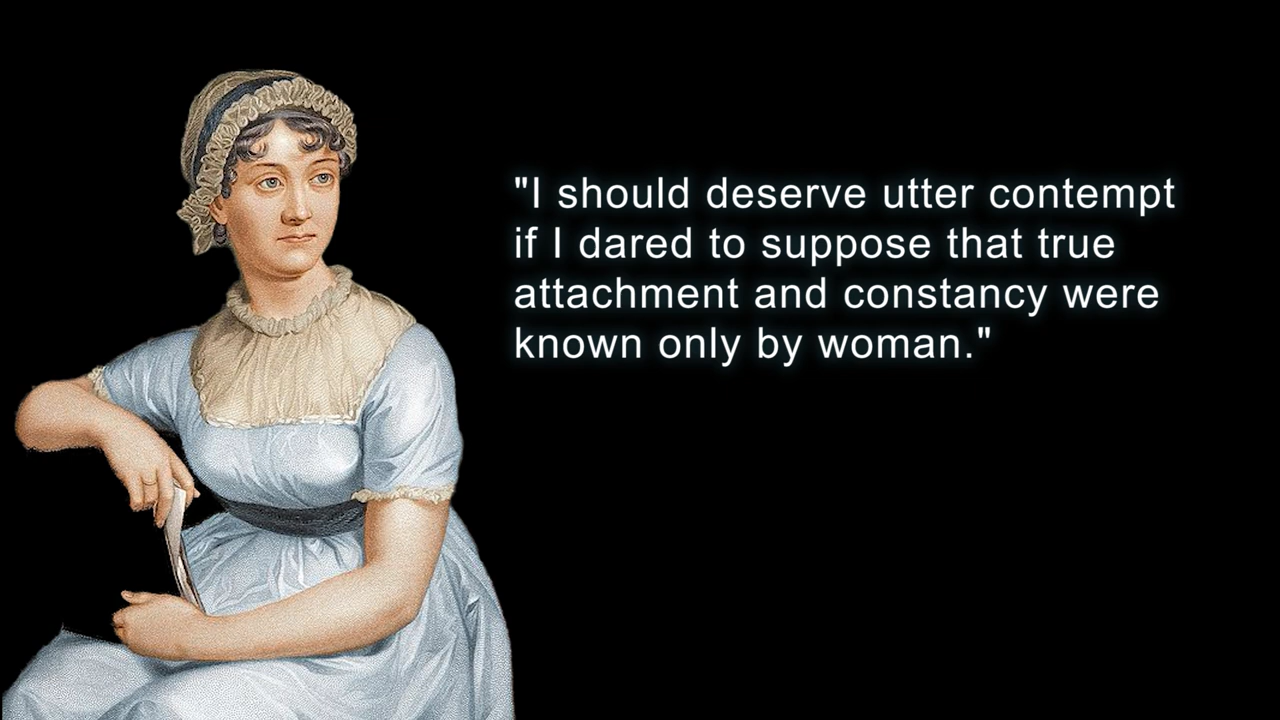 "I should deserve utter contempt
if I dared to suppose that true
attachment and constancy were
known only by woman."